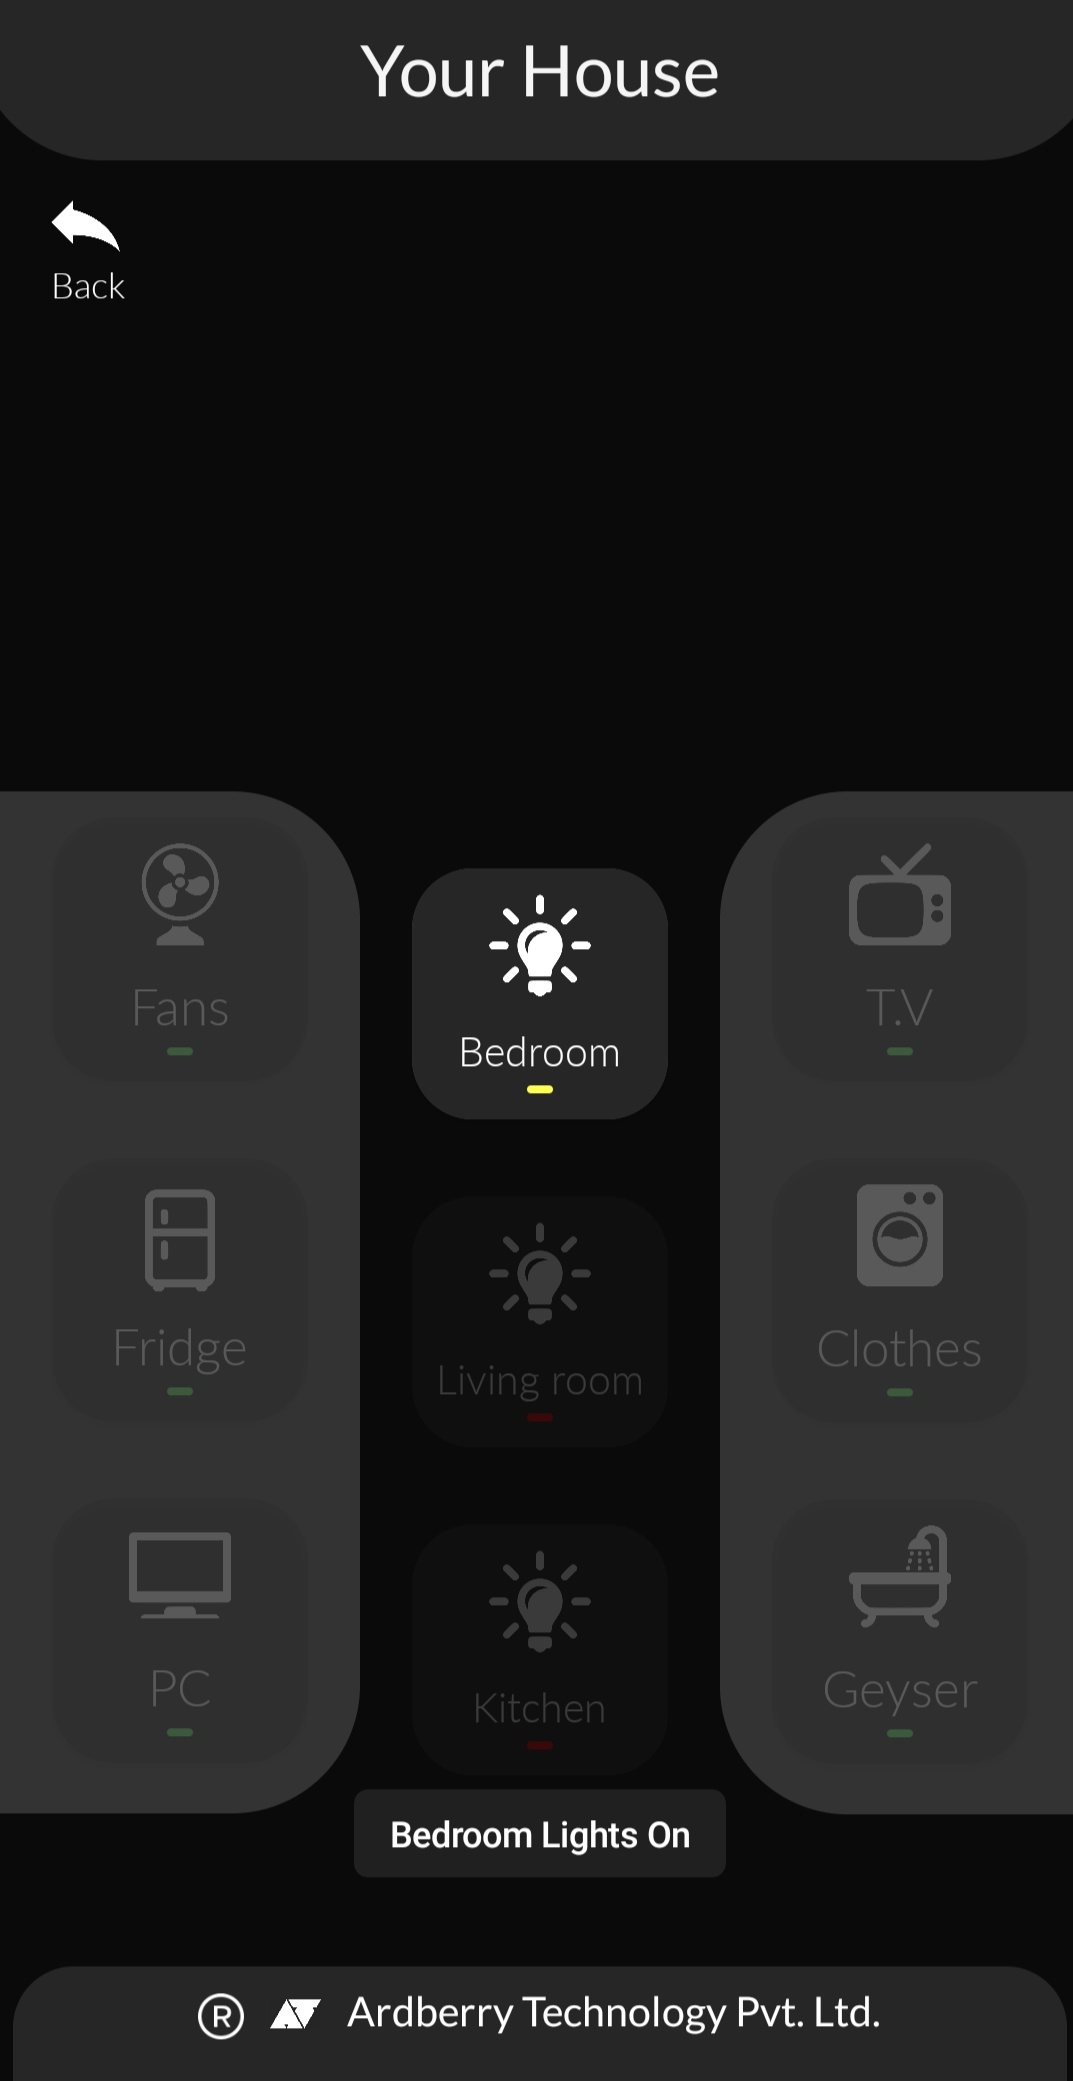 Your House
Back
Fans
Bedroom
T.V
Fridge
Living room
Clothes
PC
Kitchen
Geyser
Bedroom Lights On
® Ardberry Technology Pvt. Ltd.